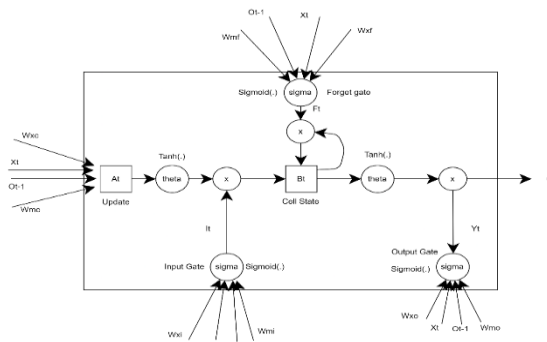 Ot-1
Xt
Wmf
Wxf
Sigmoid(.)
sigma
Forget gate
Ft
x
Wxc
Xt
Ot-1
Wmc
At
Update
Tanh(.)
theta
x
Bt
Cell State
Tanh(.)
theta
x
It
Yt
Input Gate
sigma
Sigmoid(.)
Output Gate
Sigmoid(.)
sigma
Wxi
Wmi
Wxo
Xt
Ot-1
Wmo